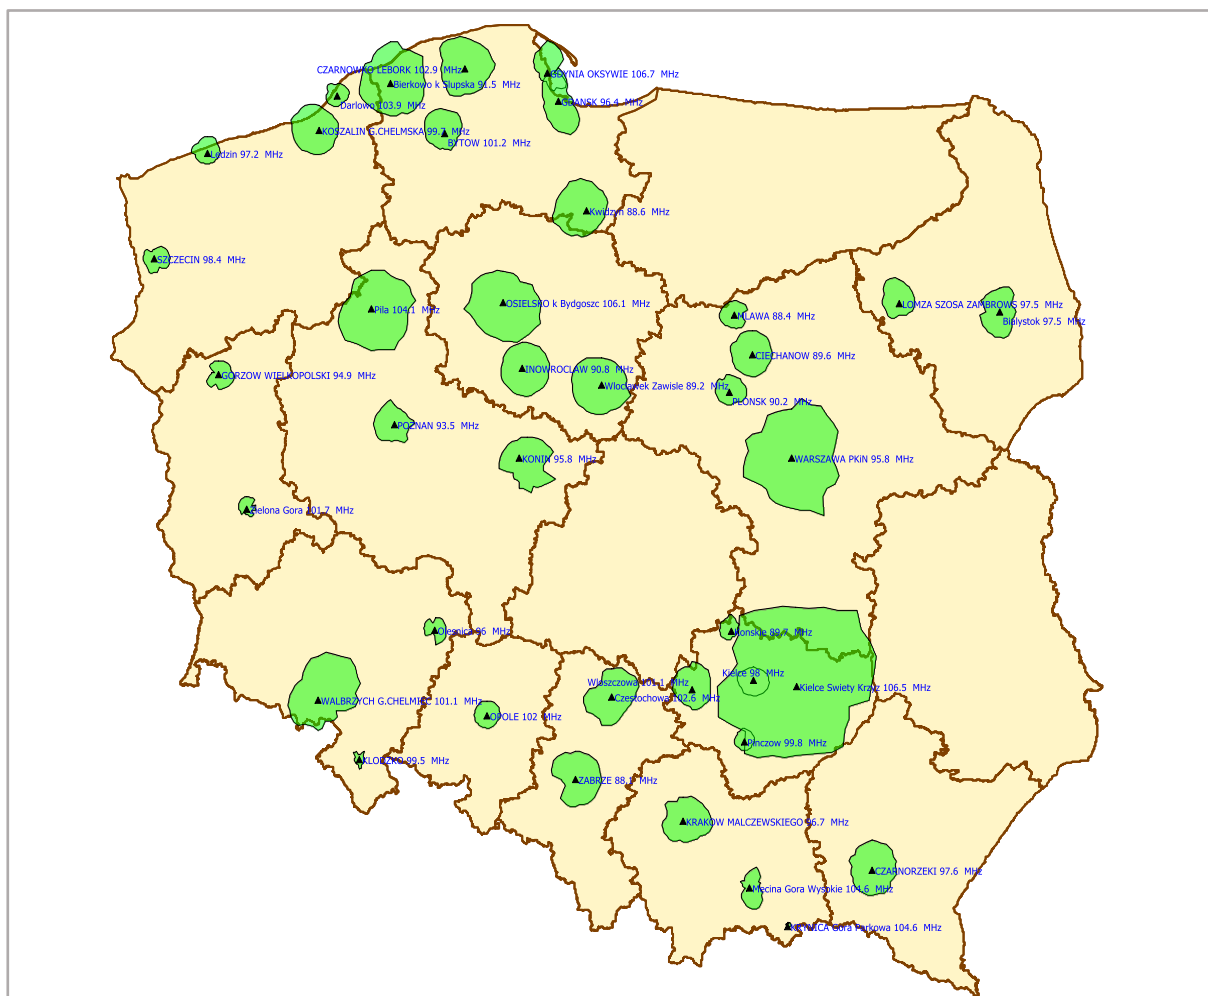 CZARNOWKO LEBORK 102.9 MHz
GDYNIA OKSYWIE 106.7 MHz
Bierkowo k Slupska 91.5 MHz
GDANSK 96.4 MHz
Darlowo 103.9 MHz
KOSZALIN G.CHELMSKA 99.7 MHz
BYTOW 101.2 MHz
Ledzin 97.2 MHz
Kwidzyn 88.6 MHz
SZCZECIN 98.4 MHz
OSIELSKO k Bydgoszc 106.1 MHz
LOMZA SZOSA ZAMBROWS 97.5 MHz
Pila 104.1 MHz
MLAWA 88.4 MHz
Bialystok 97.5 MHz
CIECHANOW 89.6 MHz
INOWROCLAW 90.8 MHz
GORZOW WIELKOPOLSKI 94.9 MHz
Wloclawek Zawisle 89.2 MHz
PLONSK 90.2 MHz
POZNAN 93.5 MHz
KONIN 95.8 MHz
WARSZAWA PKiN 95.8 MHz
Zielona Gora 101.7 MHz
Olesnica 96 MHz
Konskie 89.7 MHz
Kielce 98 MHz
Wloszczowa 101.1 MHz
Kielce Swiety Krzyz 106.5 MHz
Czestochowa 102.6 MHz
WALBRZYCH G.CHELMIEC 101.1 MHz
OPOLE 102 MHz
Pinczow 99.8 MHz
KLODZKO 99.5 MHz
ZABRZE 88.1 MHz
KRAKOW MALCZEWSKIEGO 96.7 MHz
CZARNORZEKI 97.6 MHz
Mecina Gora Wysokie 104.6 MHz
KRYNICA Gora Parkowa 104.6 MHz